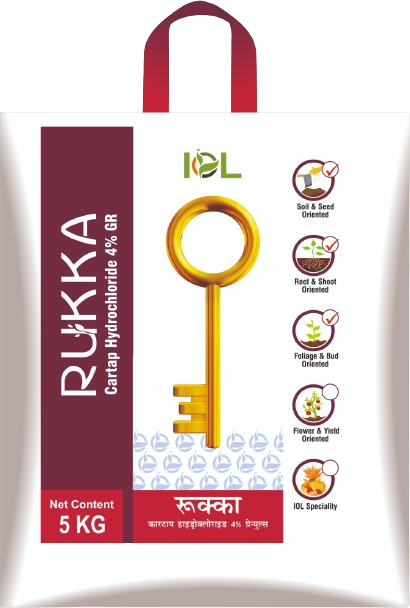 IOL
RUKKA
Cartap Hydrochloride 4% GR
Soil & Seed
Oriented
Root & Shoot
Oriented
Foliage & Bud
Oriented
Flower & Yield
Oriented
IOL Speciality
Net Content
5 KG
रूक्का
कारटाप हाइड्रोक्लोराइड 4% ग्रेन्युल्स